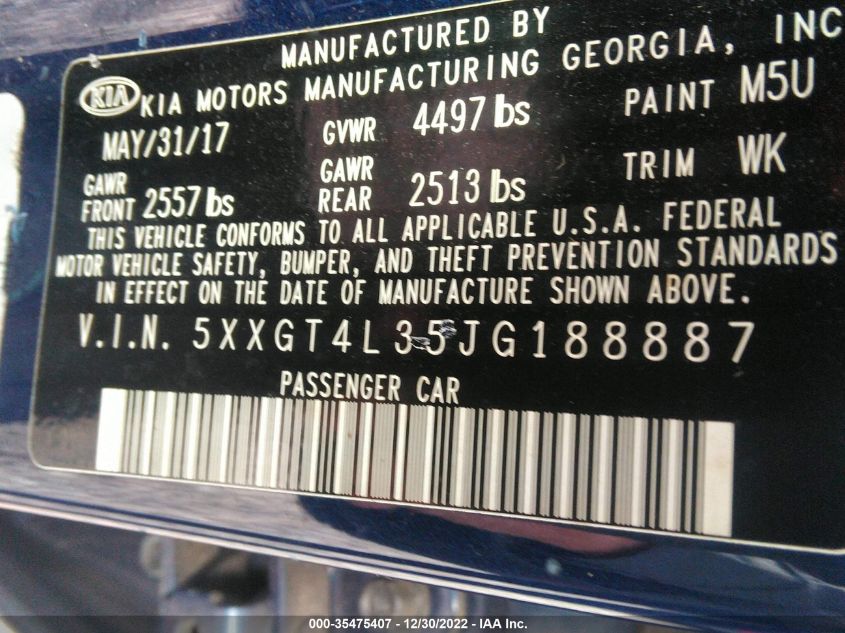 MANUFACTURED BY
KIA KIA MOTORS MANUFACTURING GEORGIA, INC
MAY/31/17 GVWR 4497 lbs PAINT M5U
GAWR FRONT 2557 lbs GAWR REAR 2513 lbs TRIM WK
THIS VEHICLE CONFORMS TO ALL APPLICABLE U.S.A. FEDERAL
MOTOR VEHICLE SAFETY, BUMPER, AND THEFT PREVENTION STANDARDS
IN EFFECT ON THE DATE OF MANUFACTURE SHOWN ABOVE.
V.I.N. 5XXGT4L35JG188887
PASSENGER CAR
000-35475407 - 12/30/2022 - IAA Inc.